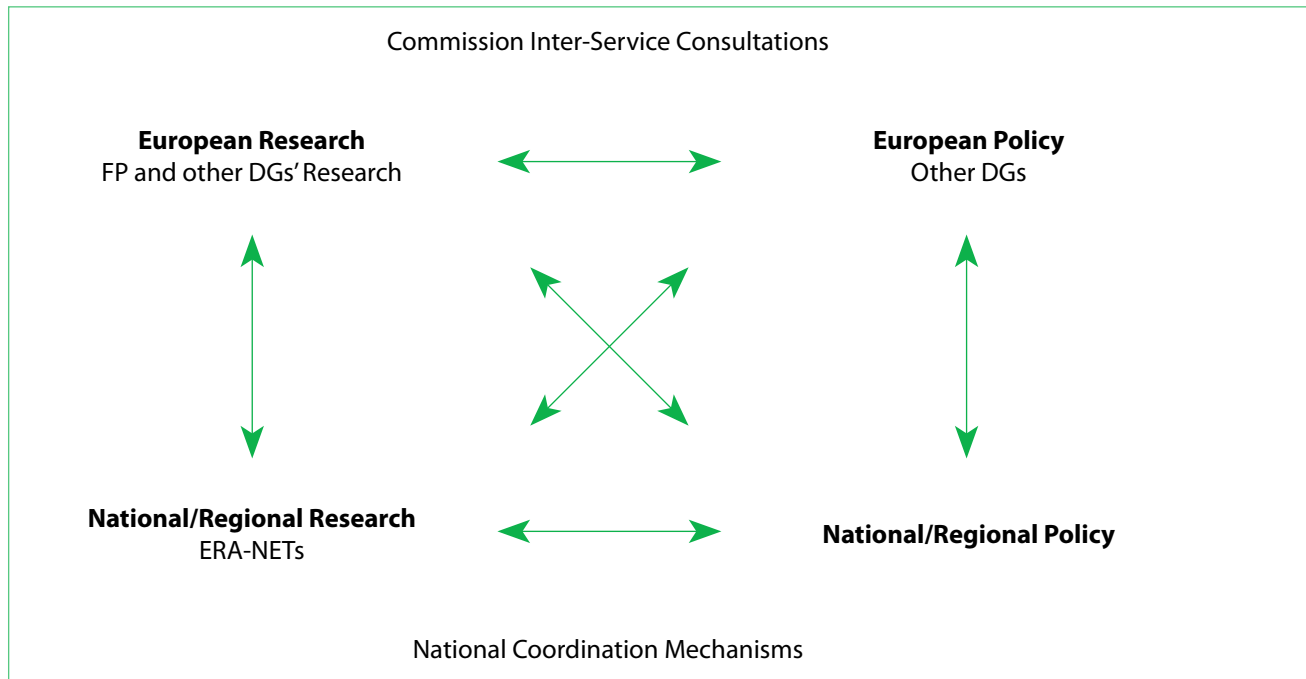 Commission Inter-Service Consultations
European Research
FP and other DGs’ Research
European Policy
Other DGs
National/Regional Research
ERA-NETs
National/Regional Policy
National Coordination Mechanisms